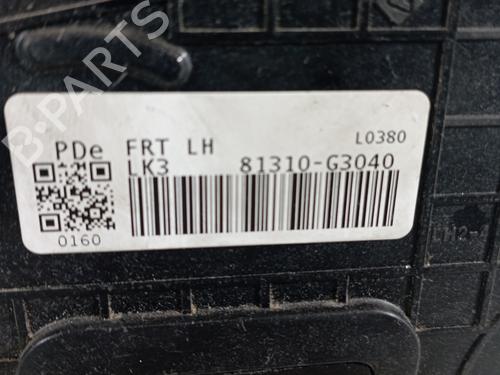 B-PARTS
PDe FRT LH L0380
LK3 81310-G3040
0160